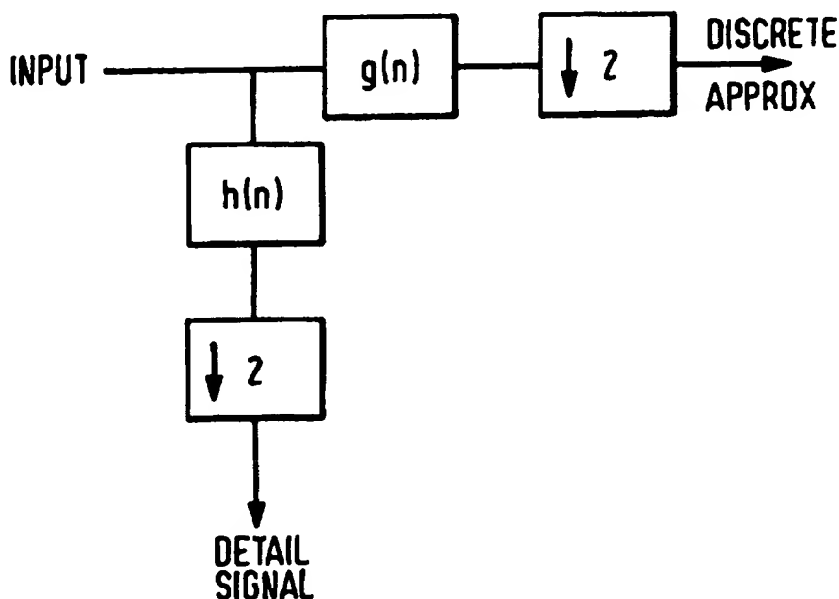 INPUT
g(n)
↓ 2
DISCRETE
APPROX
h(n)
↓ 2
DETAIL
SIGNAL